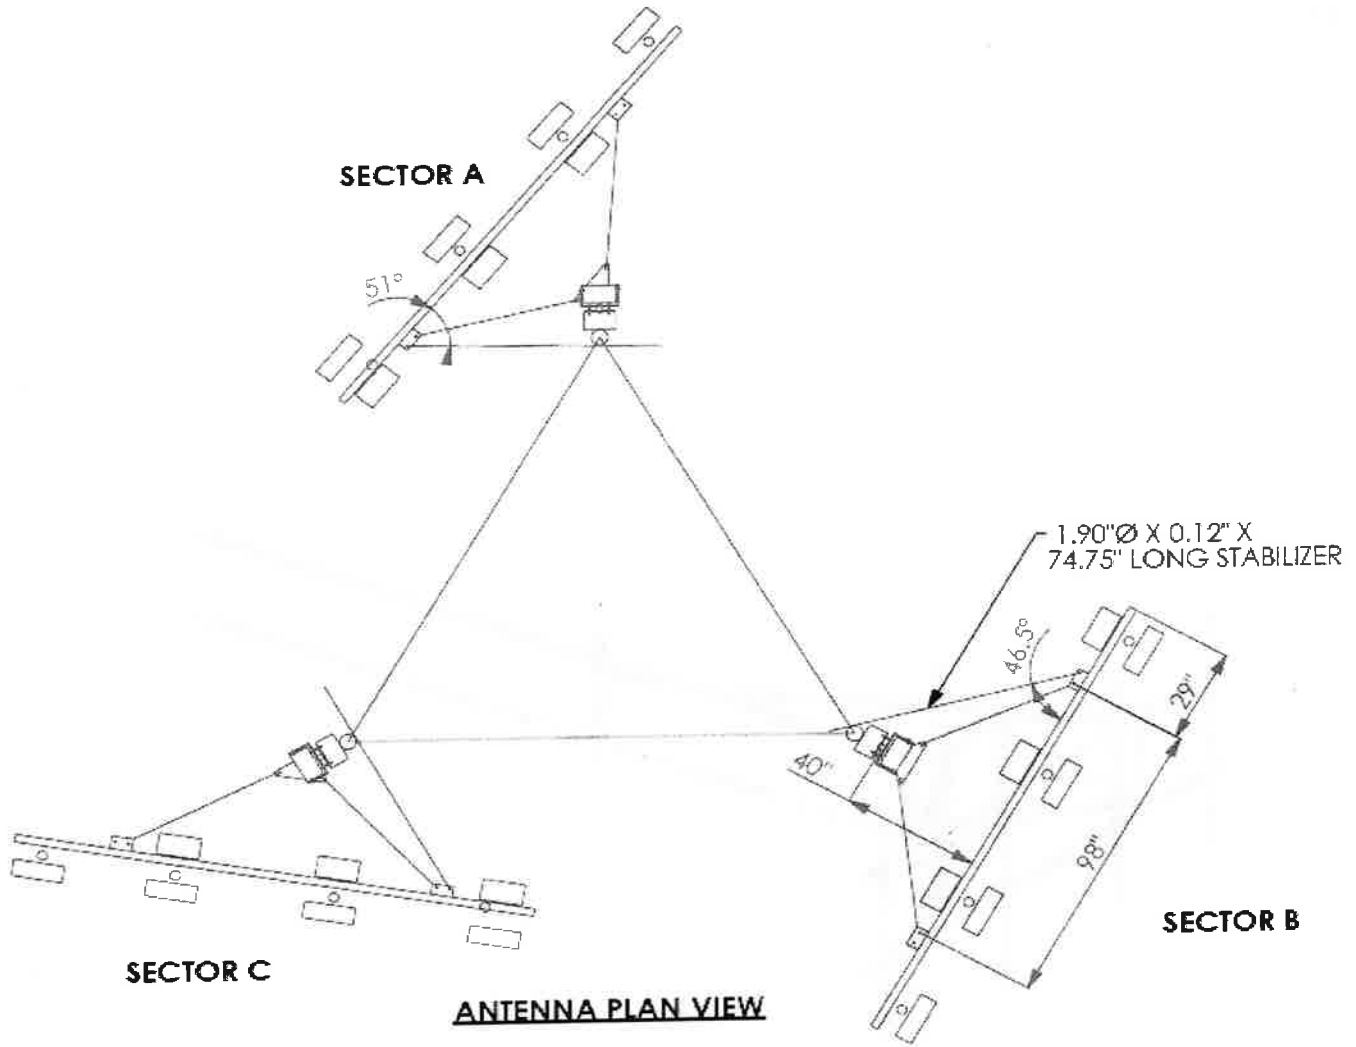 SECTOR A
51°
1.90"Ø X 0.12" X
74.75" LONG STABILIZER
46.5°
29"
40"
98"
SECTOR B
SECTOR C
ANTENNA PLAN VIEW